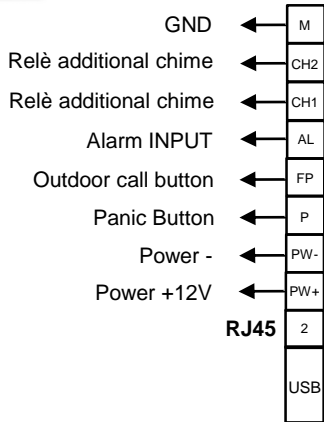 GND M
Relè additional chime CH2
Relè additional chime CH1
Alarm INPUT AL
Outdoor call button FP
Panic Button P
Power - PW-
Power +12V PW+
RJ45 2
USB